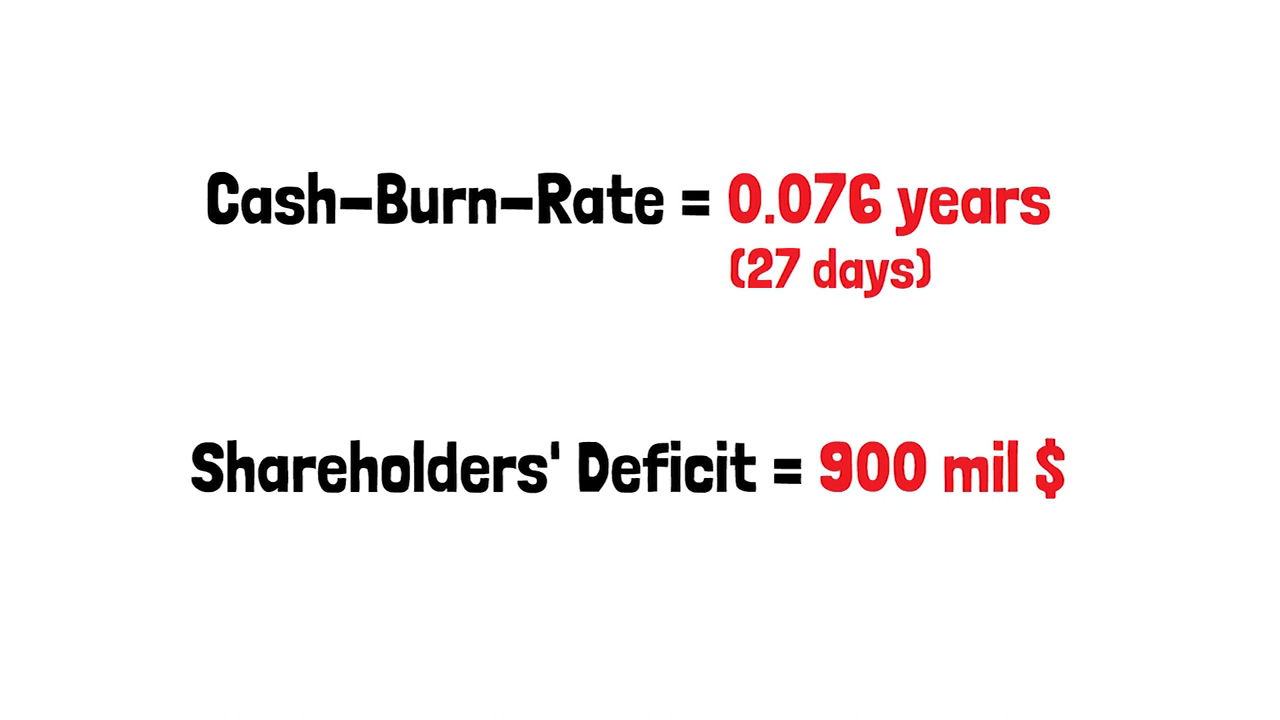 Cash-Burn-Rate = 0.076 years
(27 days)
Shareholders' Deficit = 900 mil $